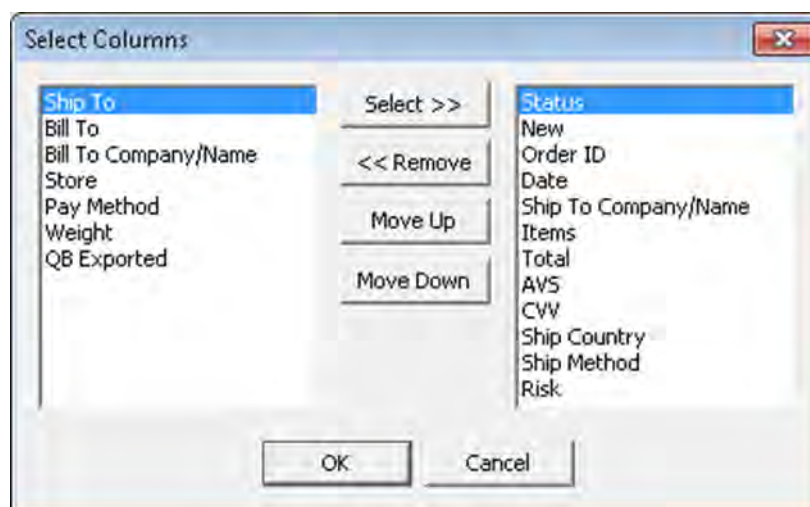 Select Columns
Ship To
Bill To
Bill To Company/Name
Store
Pay Method
Weight
QB Exported
Select >>
<< Remove
Move Up
Move Down
Status
New
Order ID
Date
Ship To Company/Name
Items
Total
AVS
CVV
Ship Country
Ship Method
Risk
OK
Cancel